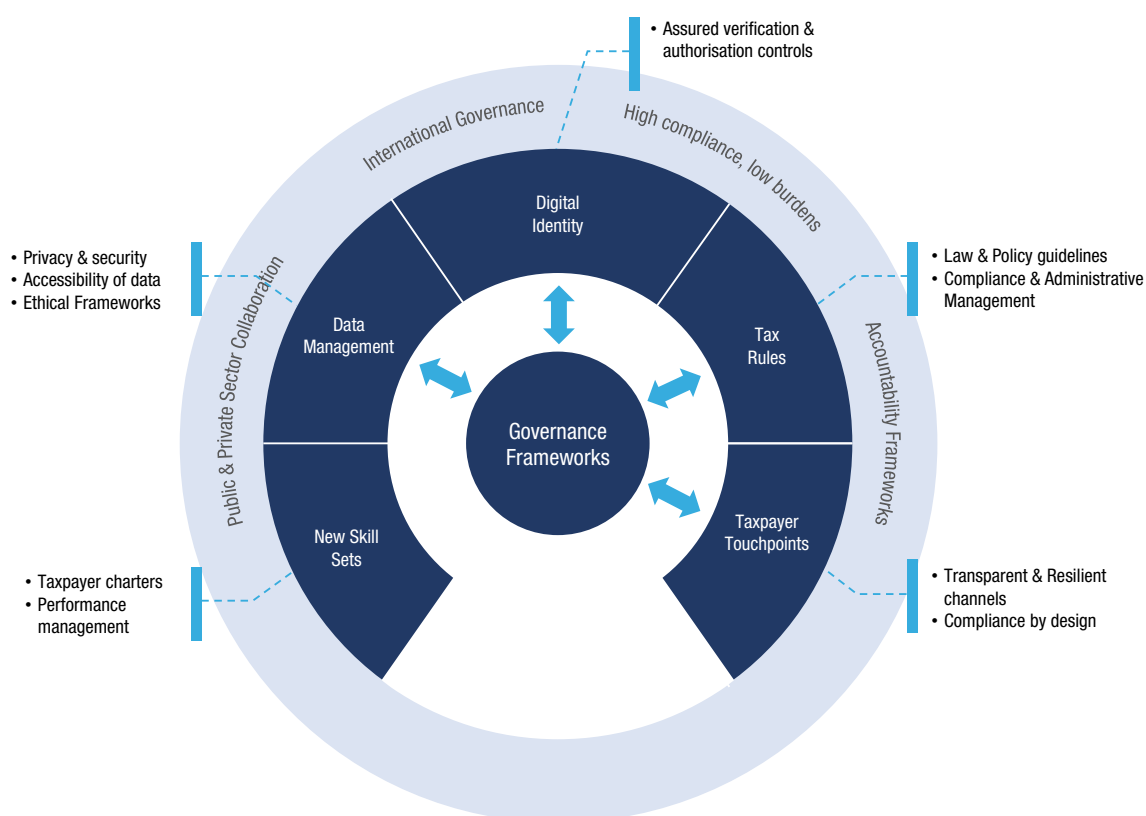 • Assured verification &
authorisation controls
International Governance
High compliance, low burdens
Public & Private Sector Collaboration
Accountability Frameworks
Digital
Identity
• Privacy & security
• Accessibility of data
• Ethical Frameworks
• Law & Policy guidelines
• Compliance & Administrative
Management
Data
Management
Tax
Rules
Governance
Frameworks
New Skill
Sets
Taxpayer
Touchpoints
• Taxpayer charters
• Performance
management
• Transparent & Resilient
channels
• Compliance by design